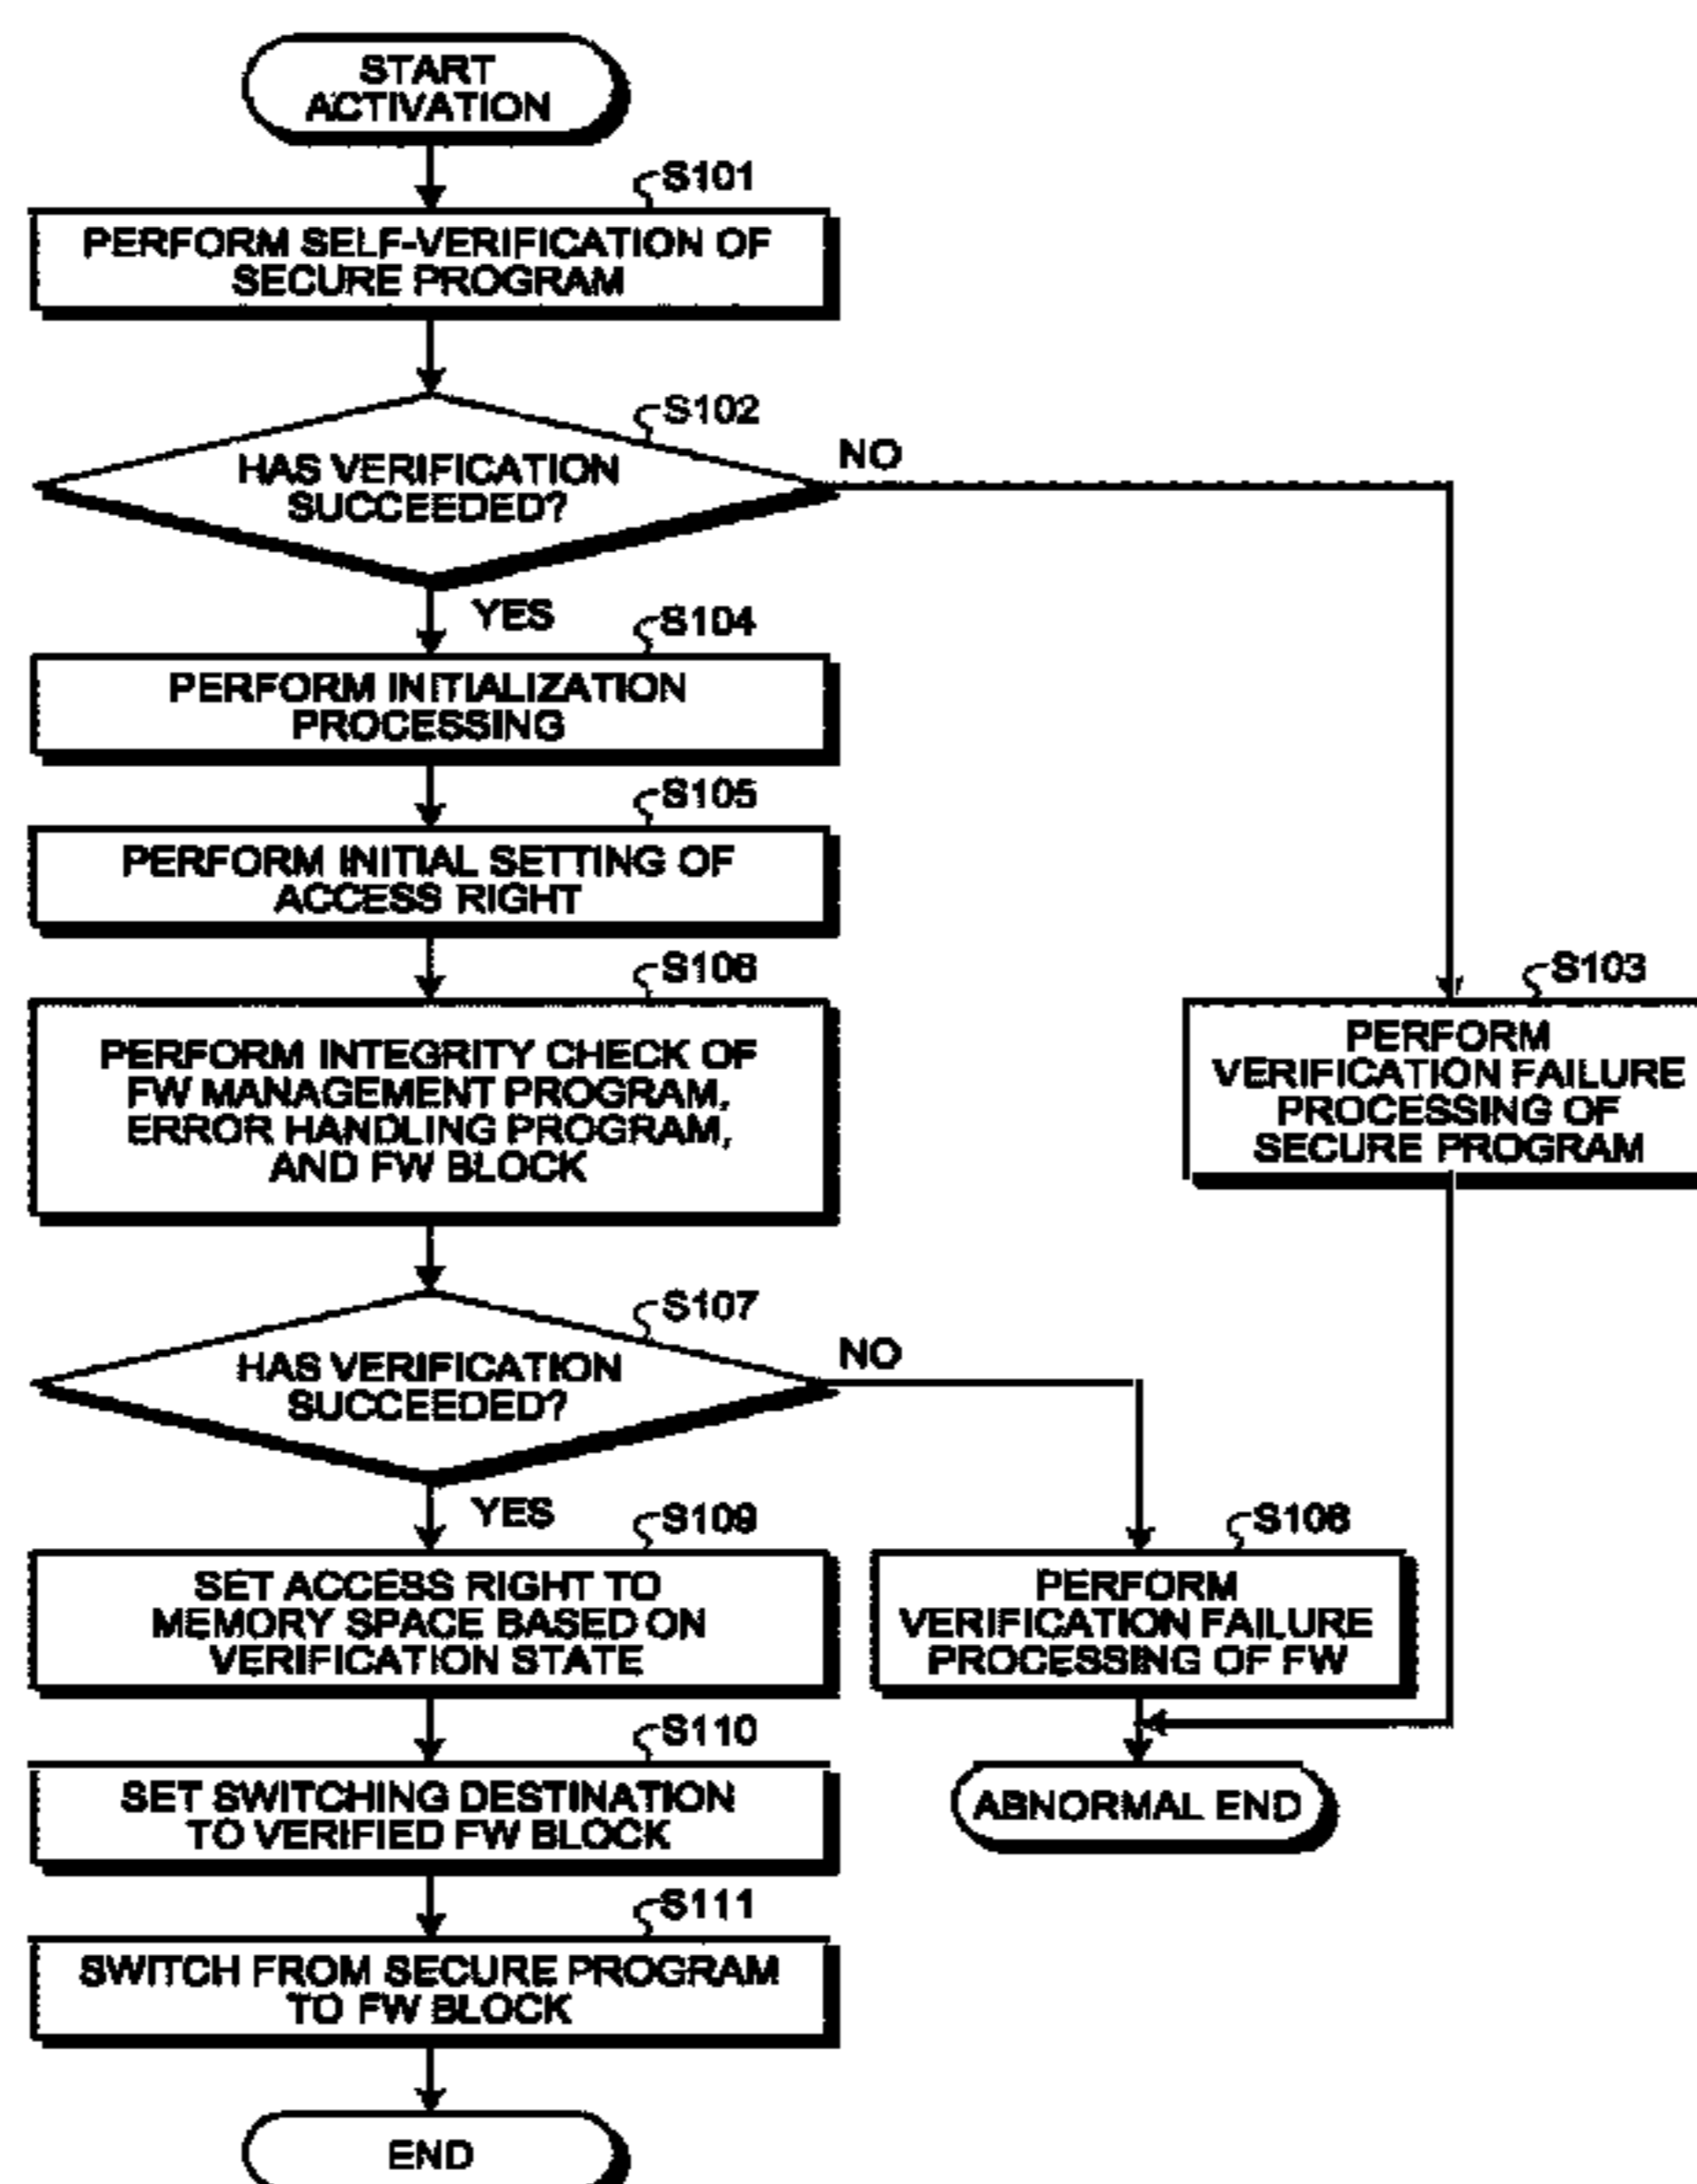 START
ACTIVATION
S101
PERFORM SELF-VERIFICATION OF
SECURE PROGRAM
S102
HAS VERIFICATION
SUCCEEDED?
NO
YES
S104
PERFORM INITIALIZATION
PROCESSING
S105
PERFORM INITIAL SETTING OF
ACCESS RIGHT
S106
PERFORM INTEGRITY CHECK OF
FW MANAGEMENT PROGRAM,
ERROR HANDLING PROGRAM,
AND FW BLOCK
S103
PERFORM
VERIFICATION FAILURE
PROCESSING OF
SECURE PROGRAM
S107
HAS VERIFICATION
SUCCEEDED?
NO
YES
S109
SET ACCESS RIGHT TO
MEMORY SPACE BASED ON
VERIFICATION STATE
S108
PERFORM
VERIFICATION FAILURE
PROCESSING OF FW
S110
SET SWITCHING DESTINATION
TO VERIFIED FW BLOCK
ABNORMAL END
S111
SWITCH FROM SECURE PROGRAM
TO FW BLOCK
END